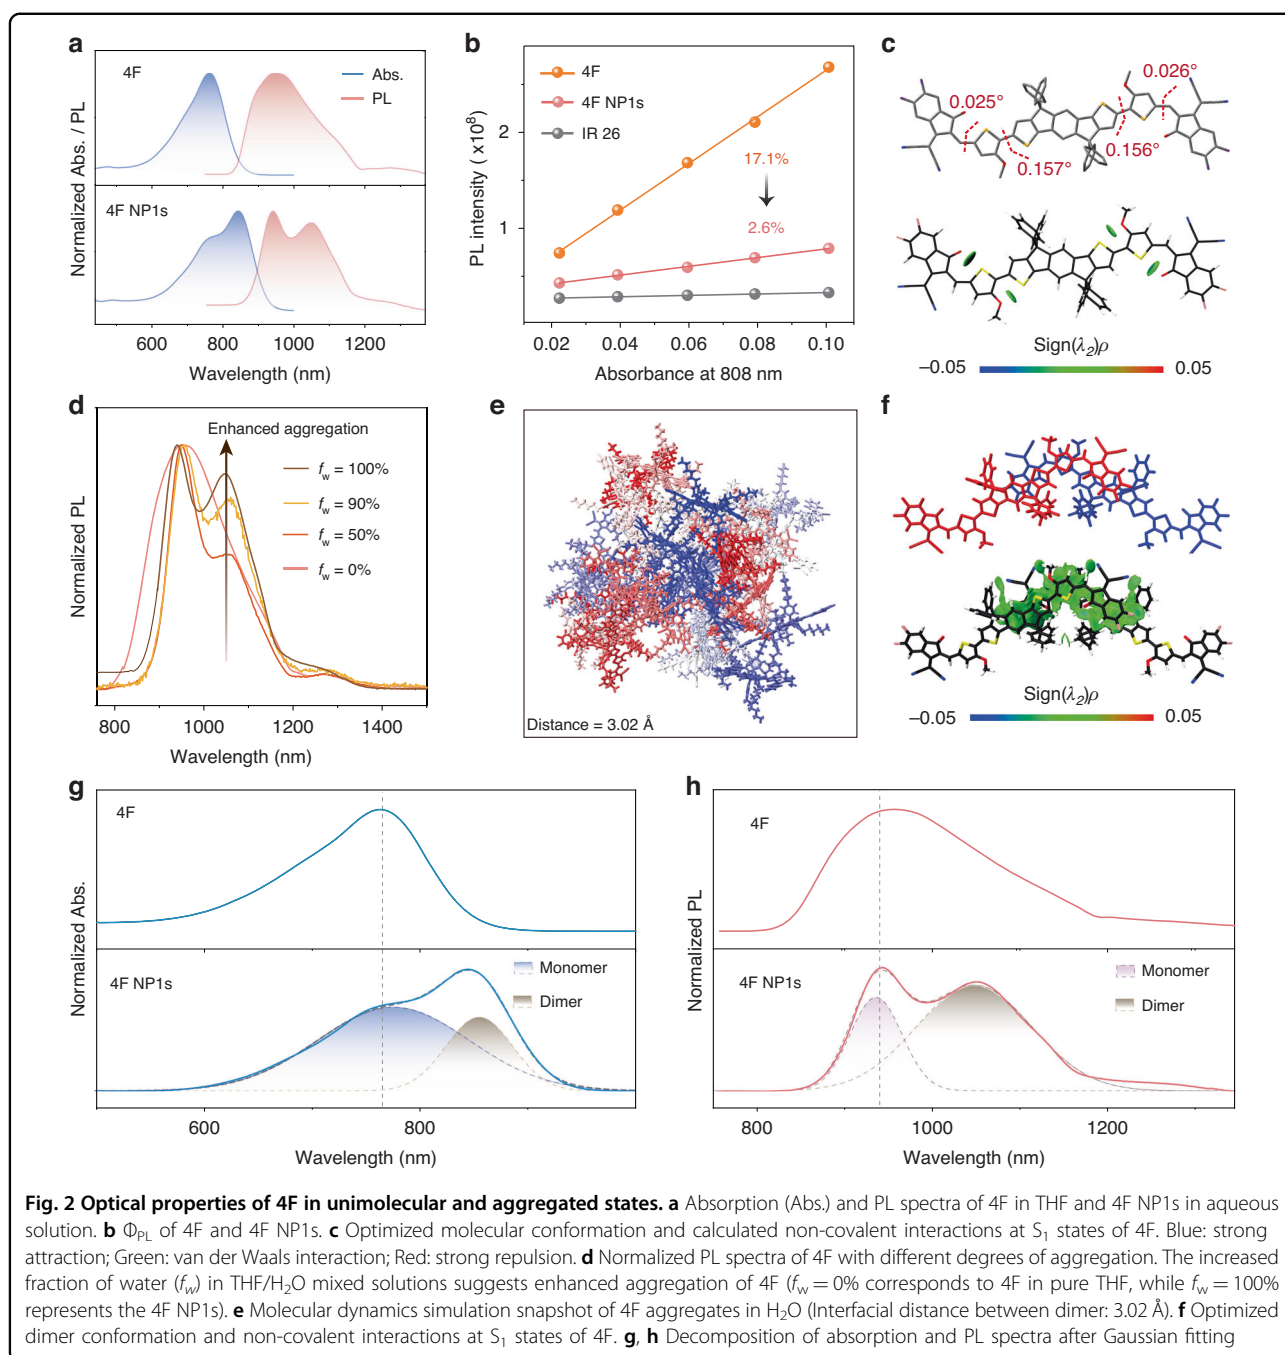 a
4F
Abs.
PL
4F NP1s
Normalized Abs. / PL
600 800 1000 1200
Wavelength (nm)
b
4F
4F NP1s
IR 26
17.1%
2.6%
PL intensity ( x10⁸)
2
1
0.02 0.04 0.06 0.08 0.10
Absorbance at 808 nm
c
0.026°
0.025°
0.156°
0.157°
Sign(λ₂)ρ
−0.05 0.05
d
Enhanced aggregation
f_w = 100%
f_w = 90%
f_w = 50%
f_w = 0%
Normalized PL
800 1000 1200 1400
Wavelength (nm)
e
Distance = 3.02 Å
f
Sign(λ₂)ρ
−0.05 0.05
g
4F
4F NP1s
Monomer
Dimer
Normalized Abs.
600 800
Wavelength (nm)
h
4F
4F NP1s
Monomer
Dimer
Normalized PL
800 1000 1200
Wavelength (nm)
Fig. 2 Optical properties of 4F in unimolecular and aggregated states. a Absorption (Abs.) and PL spectra of 4F in THF and 4F NP1s in aqueous
solution. b Φ_PL of 4F and 4F NP1s. c Optimized molecular conformation and calculated non-covalent interactions at S₁ states of 4F. Blue: strong
attraction; Green: van der Waals interaction; Red: strong repulsion. d Normalized PL spectra of 4F with different degrees of aggregation. The increased
fraction of water (f_w) in THF/H₂O mixed solutions suggests enhanced aggregation of 4F (f_w = 0% corresponds to 4F in pure THF, while f_w = 100%
represents the 4F NP1s). e Molecular dynamics simulation snapshot of 4F aggregates in H₂O (Interfacial distance between dimer: 3.02 Å). f Optimized
dimer conformation and non-covalent interactions at S₁ states of 4F. g, h Decomposition of absorption and PL spectra after Gaussian fitting